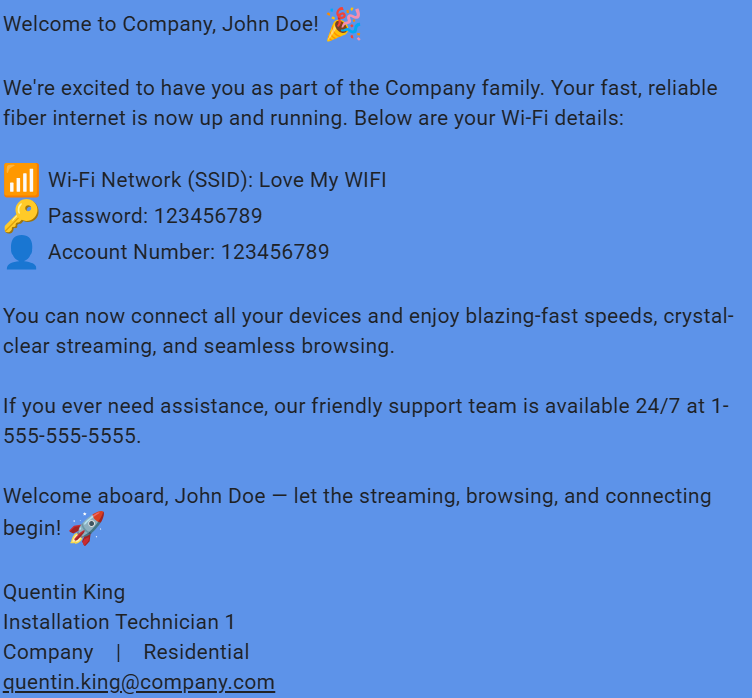 Welcome to Company, John Doe! 🎉
We're excited to have you as part of the Company family. Your fast, reliable
fiber internet is now up and running. Below are your Wi-Fi details:
📶 Wi-Fi Network (SSID): Love My WIFI
🔑 Password: 123456789
👤 Account Number: 123456789
You can now connect all your devices and enjoy blazing-fast speeds, crystal-
clear streaming, and seamless browsing.
If you ever need assistance, our friendly support team is available 24/7 at 1-
555-555-5555.
Welcome aboard, John Doe — let the streaming, browsing, and connecting
begin! 🚀
Quentin King
Installation Technician 1
Company | Residential
quentin.king@company.com